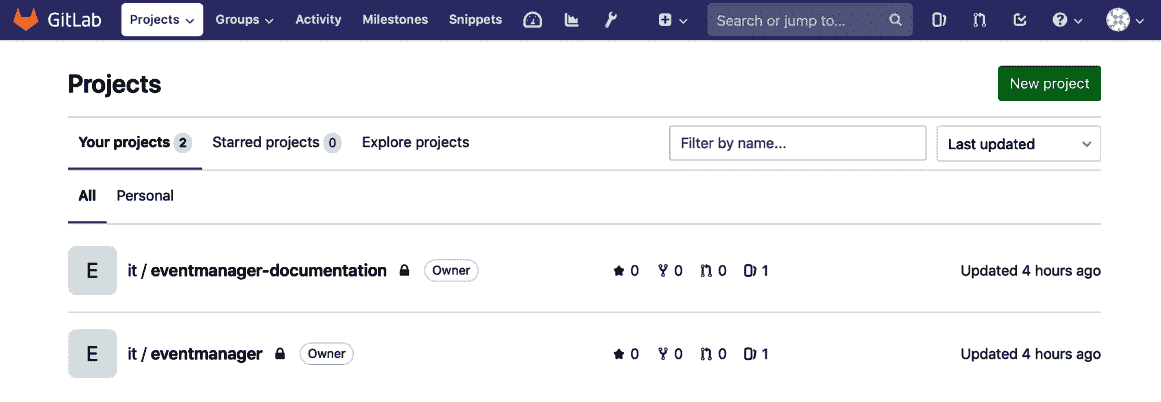 GitLab Projects Groups Activity Milestones Snippets Search or jump to...
Projects New project
Your projects 2 Starred projects 0 Explore projects Filter by name... Last updated
All Personal
E it / eventmanager-documentation Owner 0 0 0 1 Updated 4 hours ago
E it / eventmanager Owner 0 0 0 1 Updated 4 hours ago